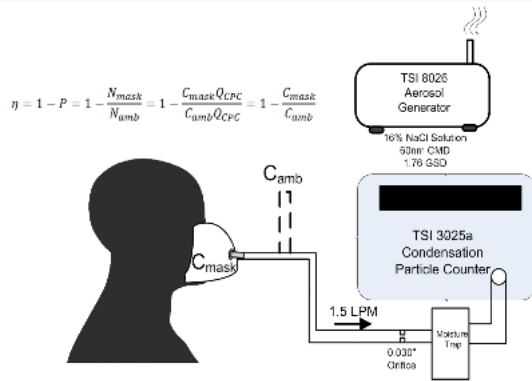 η = 1 − P = 1 − N_mask/N_amb = 1 − C_mask Q_CPC/C_amb Q_CPC = 1 − C_mask/C_amb
TSI 8026
Aerosol
Generator
16% NaCl Solution
60nm CMD
1.76 GSD
C_amb
C_mask
TSI 3025a
Condensation
Particle Counter
1.5 LPM
0.030"
Orifice
Moisture
Trap